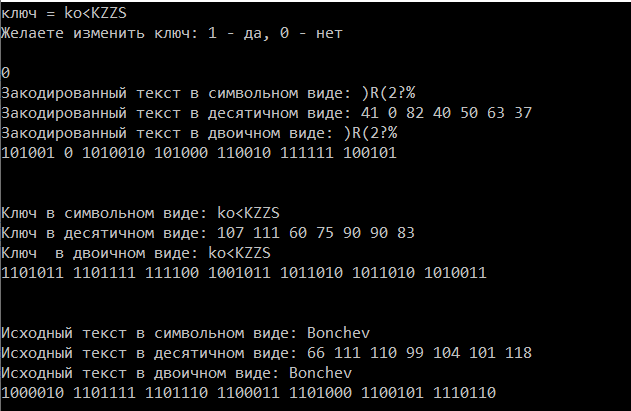 ключ = ko<KZZS
Желаете изменить ключ: 1 - да, 0 - нет
0
Закодированный текст в символьном виде: )R(2?%
Закодированный текст в десятичном виде: 41 0 82 40 50 63 37
Закодированный текст в двоичном виде: )R(2?%
101001 0 1010010 101000 110010 111111 100101
Ключ в символьном виде: ko<KZZS
Ключ в десятичном виде: 107 111 60 75 90 90 83
Ключ  в двоичном виде: ko<KZZS
1101011 1101111 111100 1001011 1011010 1011010 1010011
Исходный текст в символьном виде: Bonchev
Исходный текст в десятичном виде: 66 111 110 99 104 101 118
Исходный текст в двоичном виде: Bonchev
1000010 1101111 1101110 1100011 1101000 1100101 1110110